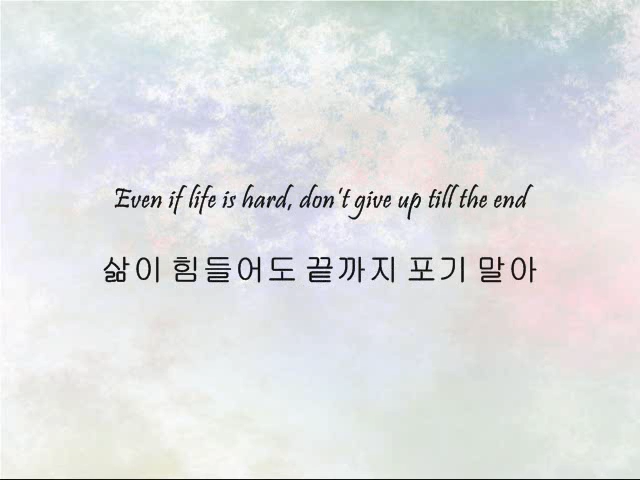 Even if life is hard, don't give up till the end
삶이 힘들어도 끝까지 포기 말아